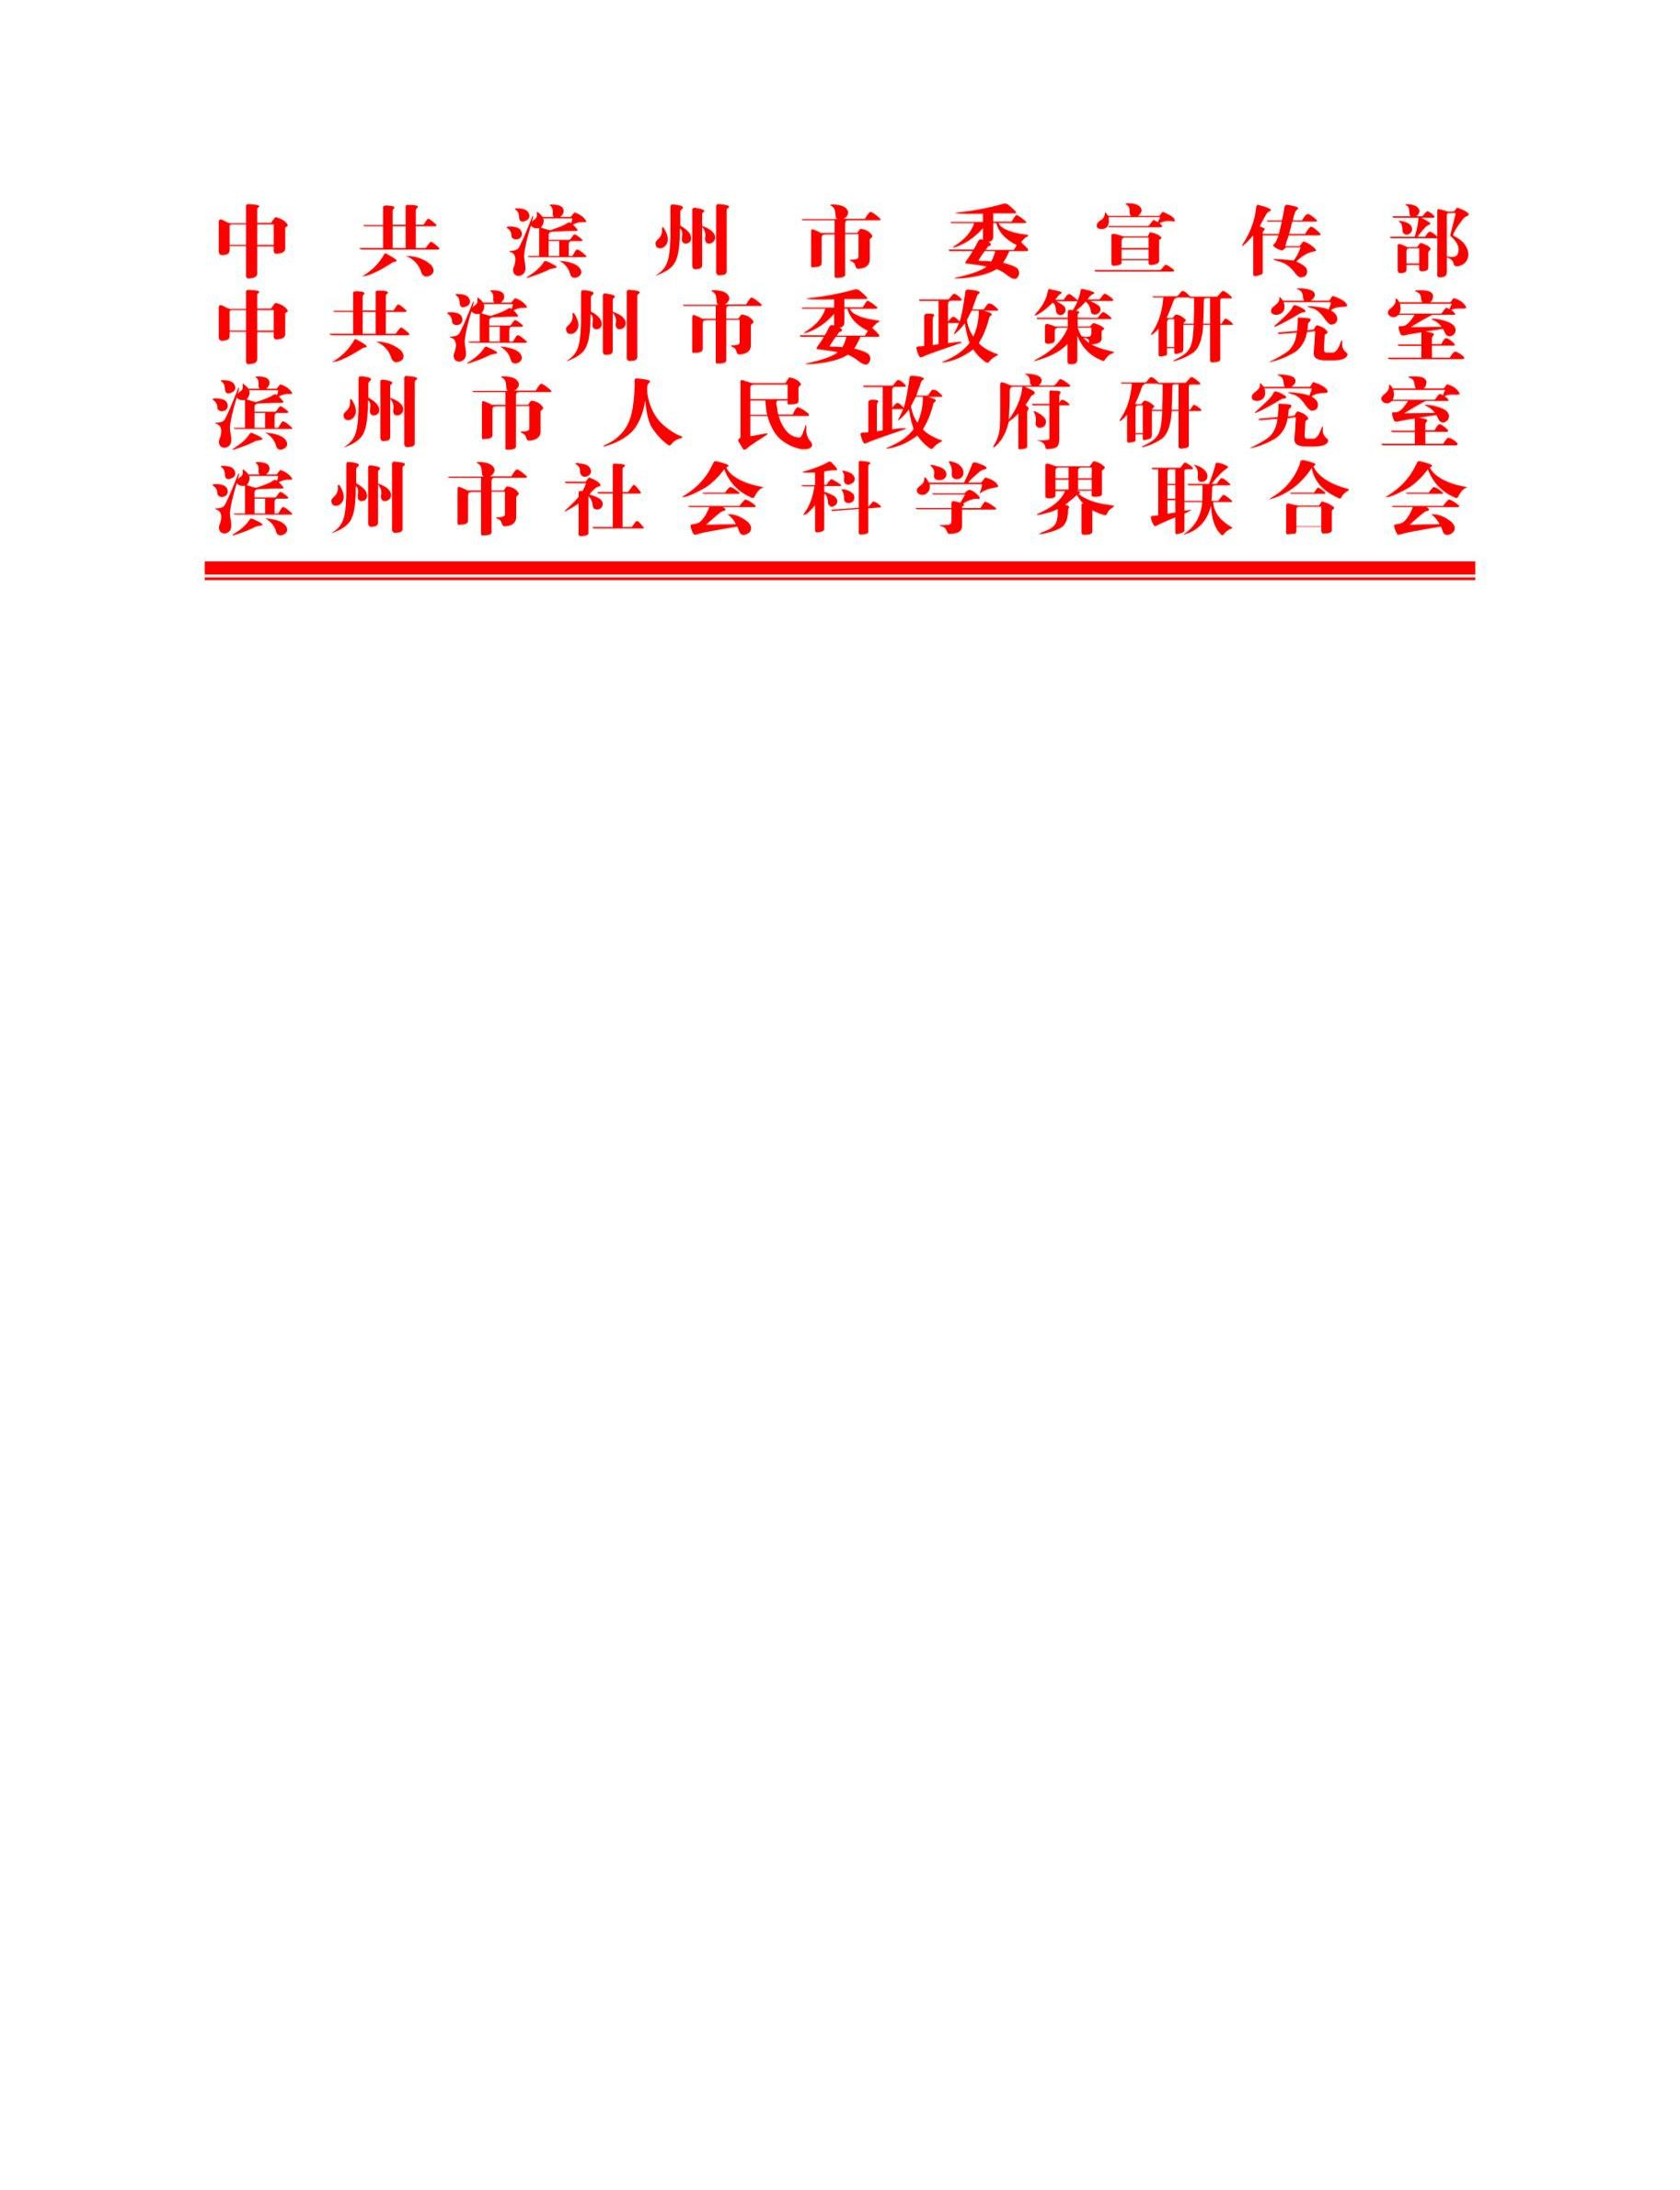 中共滨州市委宣传部
中共滨州市委政策研究室
滨州市人民政府研究室
滨州市社会科学界联合会